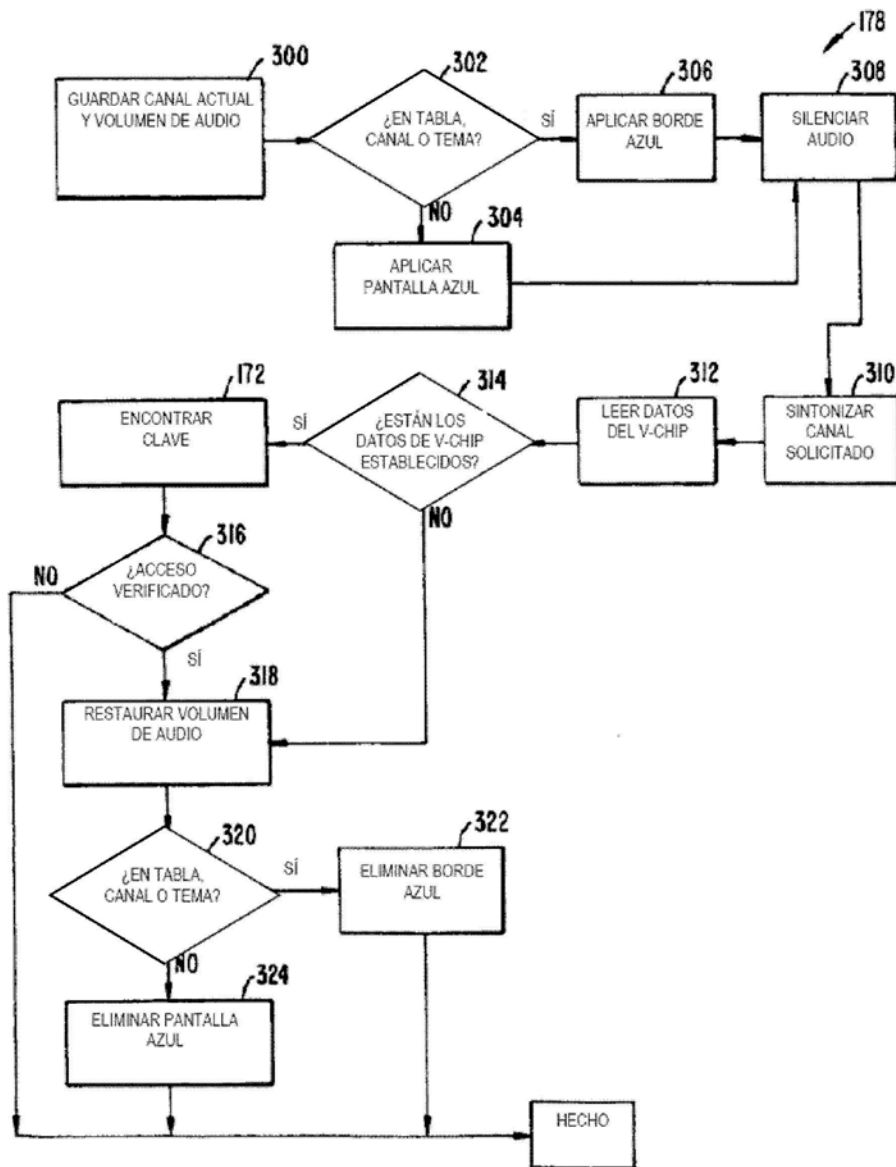 178
300
GUARDAR CANAL ACTUAL
Y VOLUMEN DE AUDIO
302
¿EN TABLA,
CANAL O TEMA?
SÍ
306
APLICAR BORDE
AZUL
308
SILENCIAR
AUDIO
NO
304
APLICAR
PANTALLA AZUL
310
SINTONIZAR
CANAL
SOLICITADO
312
LEER DATOS
DEL V-CHIP
314
¿ESTÁN LOS
DATOS DE V-CHIP
ESTABLECIDOS?
SÍ
NO
172
ENCONTRAR
CLAVE
316
¿ACCESO
VERIFICADO?
NO
SÍ
318
RESTAURAR VOLUMEN
DE AUDIO
320
¿EN TABLA,
CANAL O TEMA?
SÍ
322
ELIMINAR BORDE
AZUL
NO
324
ELIMINAR PANTALLA
AZUL
HECHO